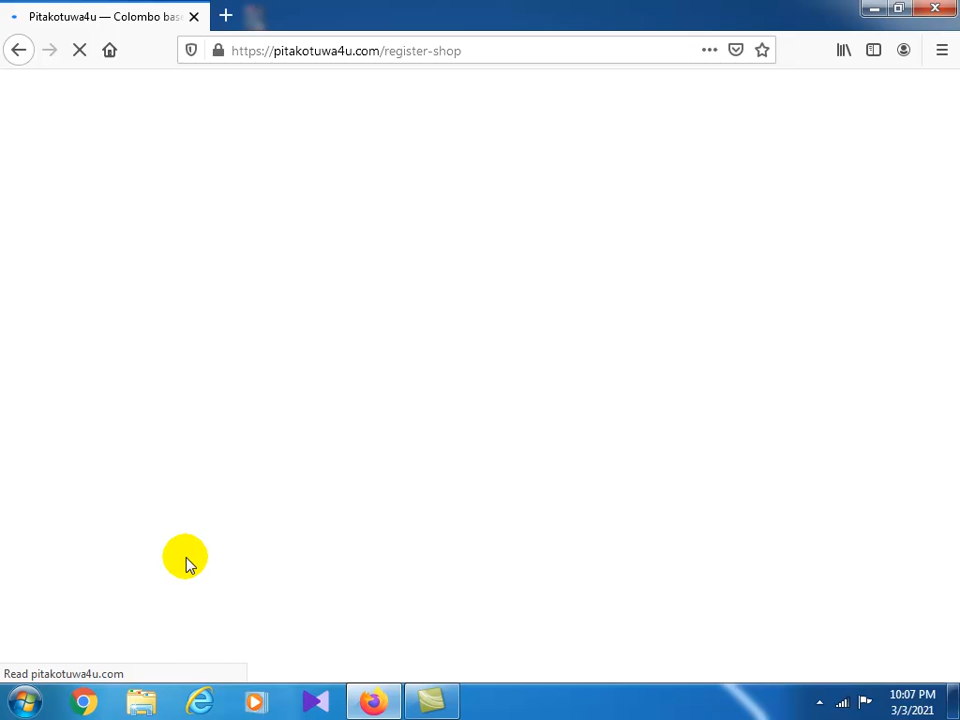 Pitakotuwa4u — Colombo bas
https://pitakotuwa4u.com/register-shop
Read pitakotuwa4u.com
10:07 PM
3/3/2021